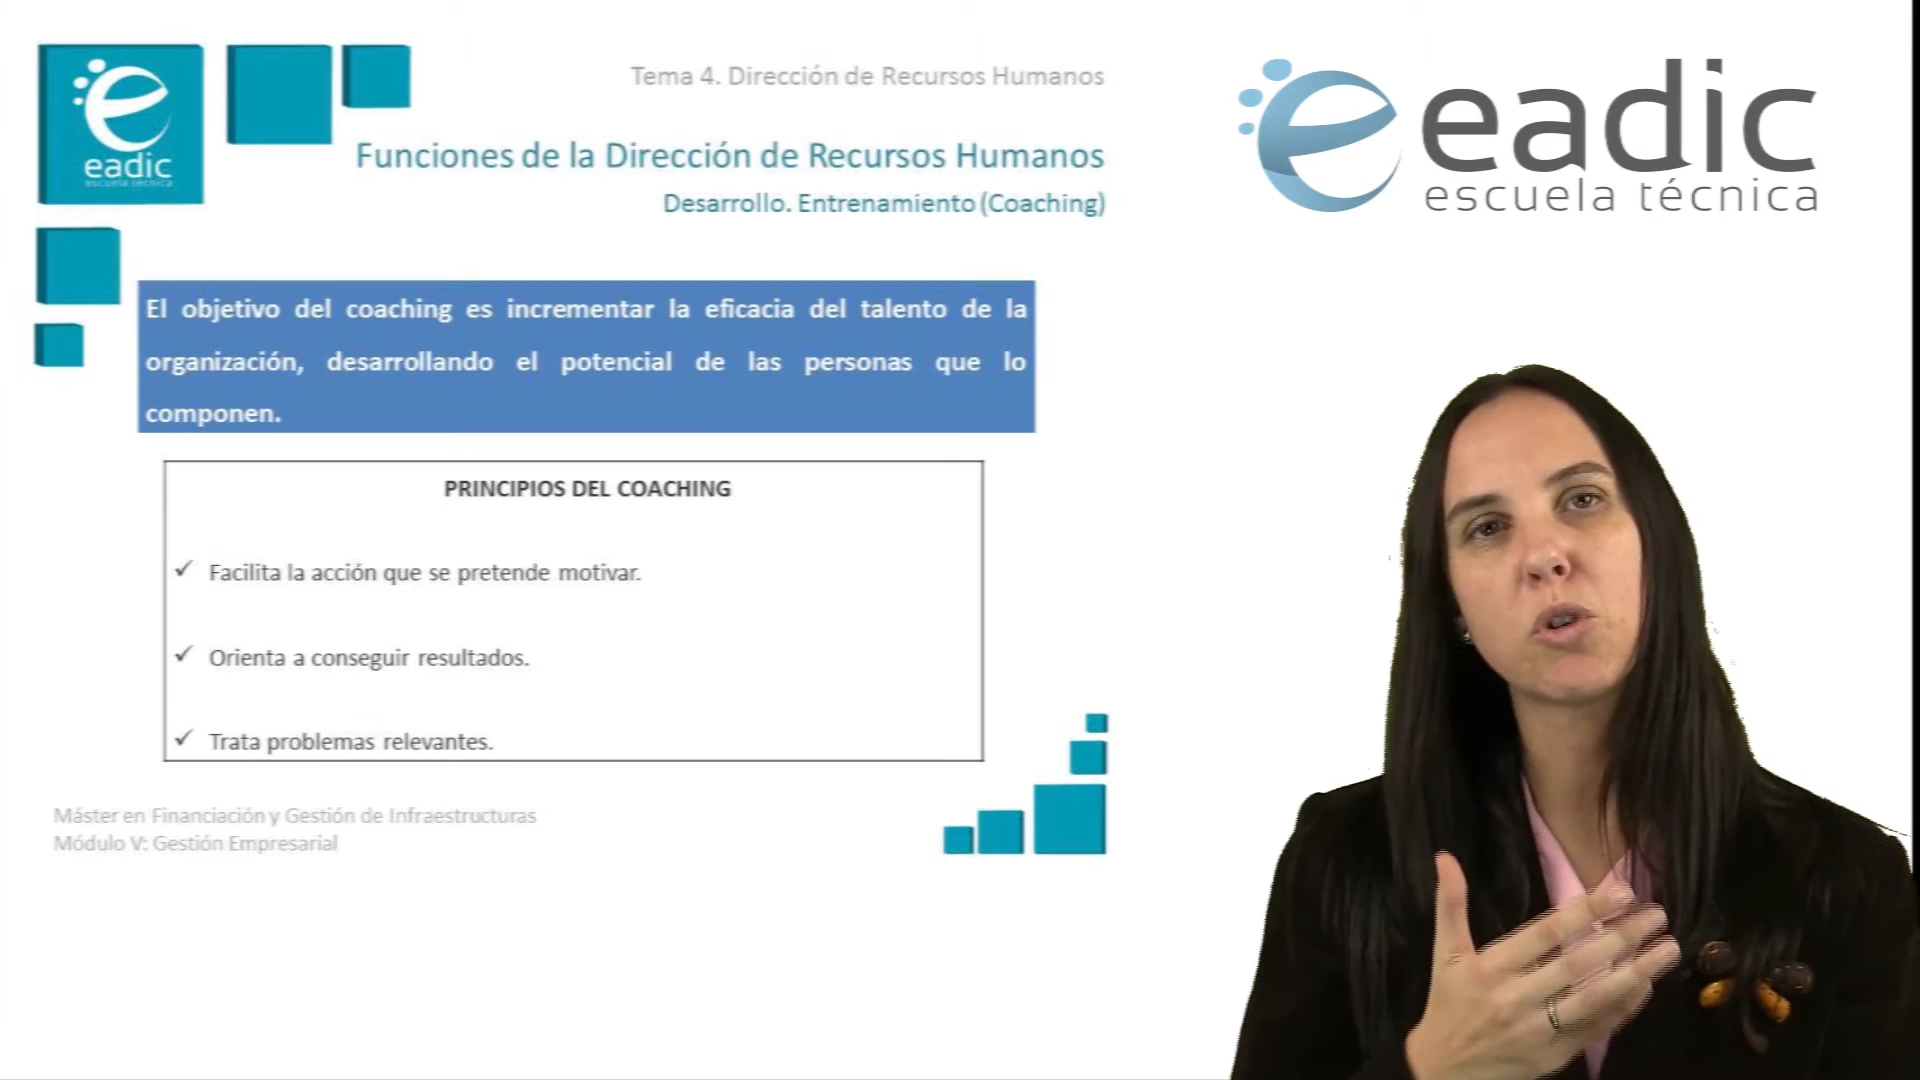 eadic
escuela técnica
Tema 4. Dirección de Recursos Humanos
Funciones de la Dirección de Recursos Humanos
Desarrollo. Entrenamiento (Coaching)
eadic
escuela técnica
El objetivo del coaching es incrementar la eficacia del talento de la
organización, desarrollando el potencial de las personas que lo
componen.
PRINCIPIOS DEL COACHING
✓ Facilita la acción que se pretende motivar.
✓ Orienta a conseguir resultados.
✓ Trata problemas relevantes.
Máster en Financiación y Gestión de Infraestructuras
Módulo V: Gestión Empresarial